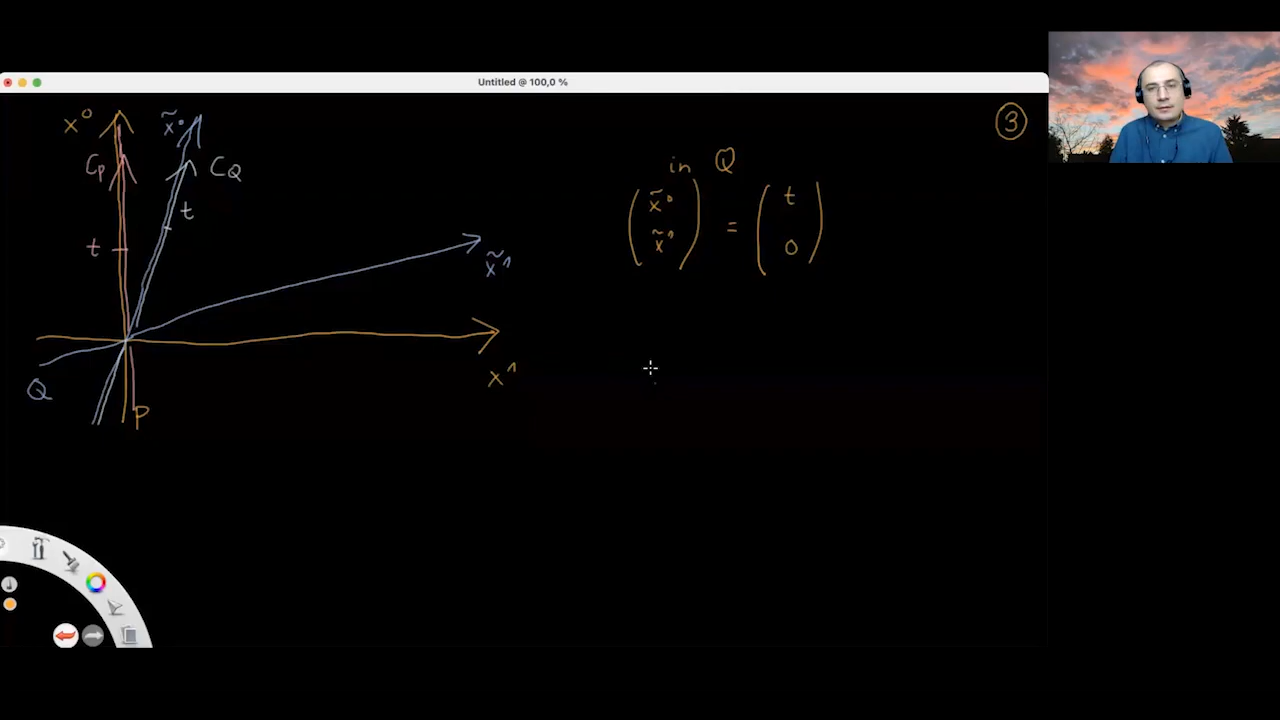 Untitled @ 100,0 %
3
x⁰
x̃⁰
C_P
C_Q
t
t
x̃¹
x¹
Q
P
in Q
(x̃⁰ x̃¹) = (t 0)